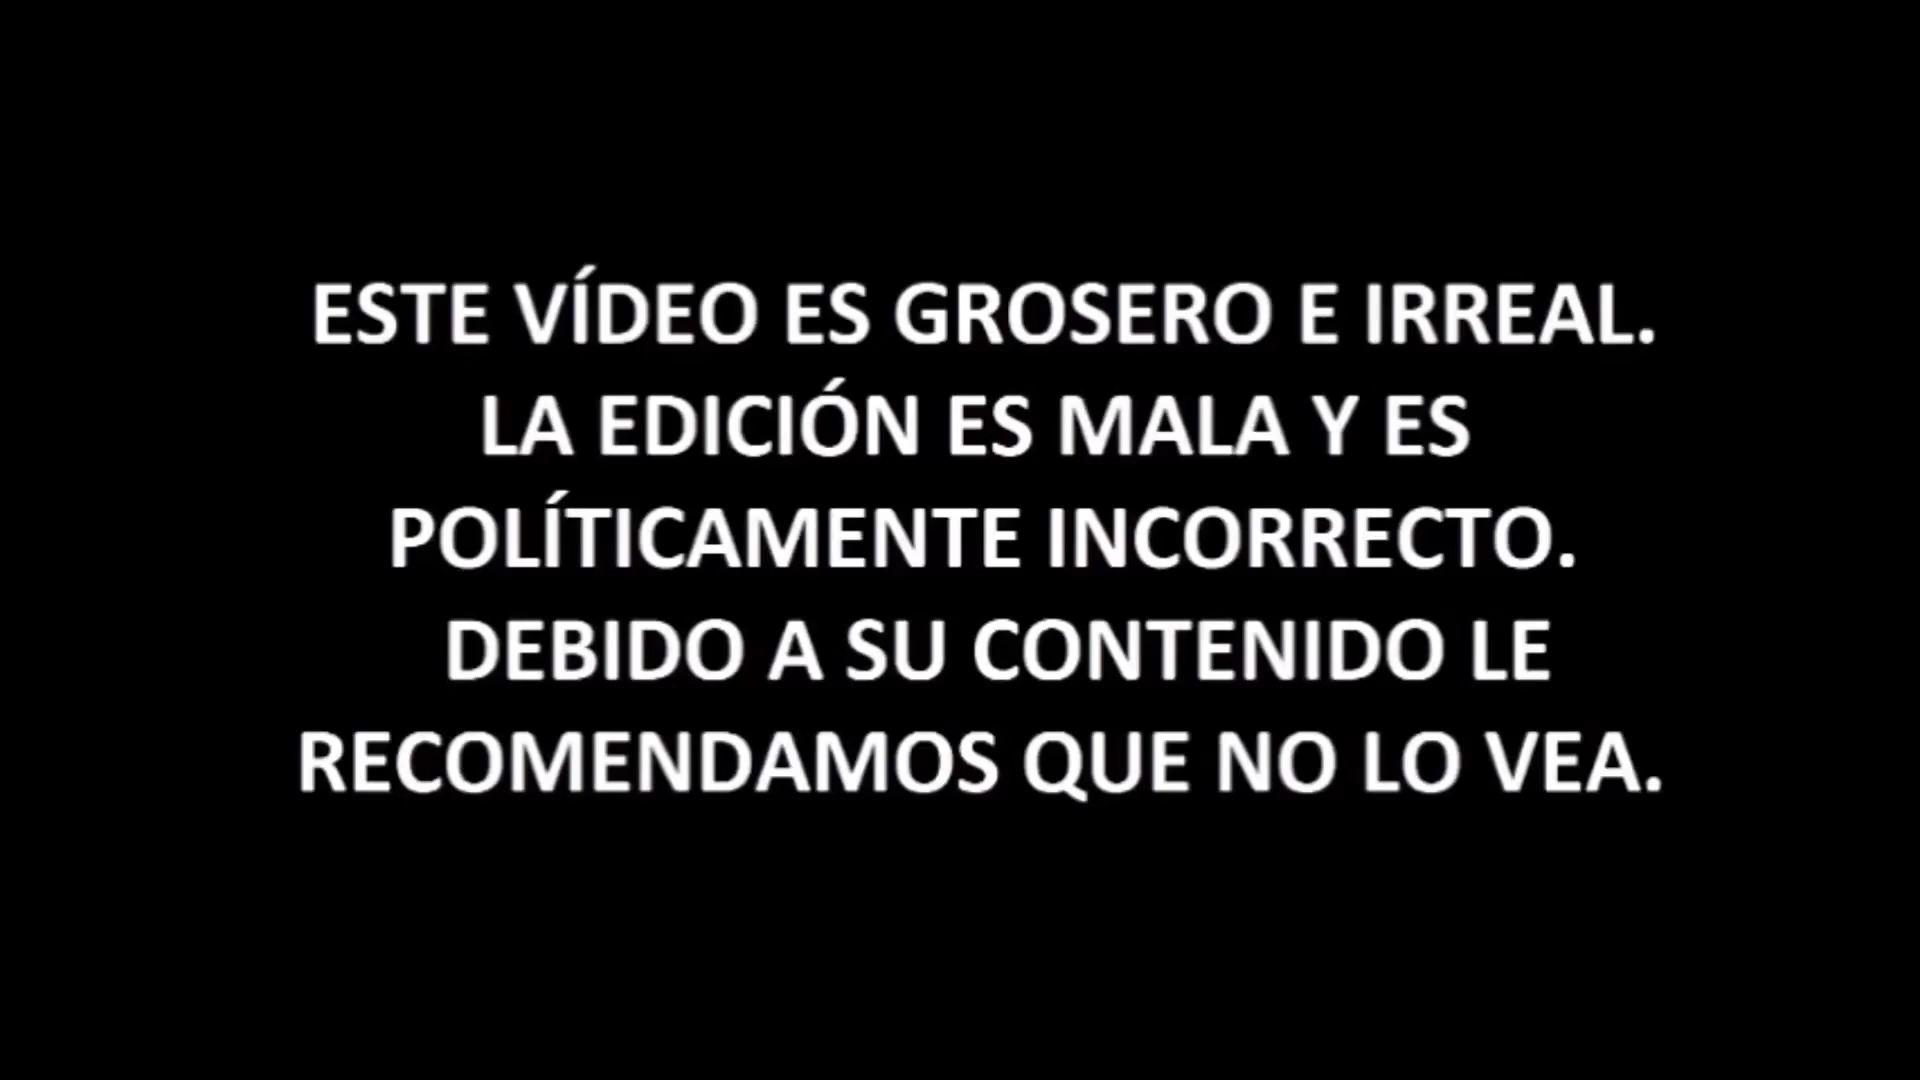 ESTE VÍDEO ES GROSERO E IRREAL.
LA EDICIÓN ES MALA Y ES
POLÍTICAMENTE INCORRECTO.
DEBIDO A SU CONTENIDO LE
RECOMENDAMOS QUE NO LO VEA.